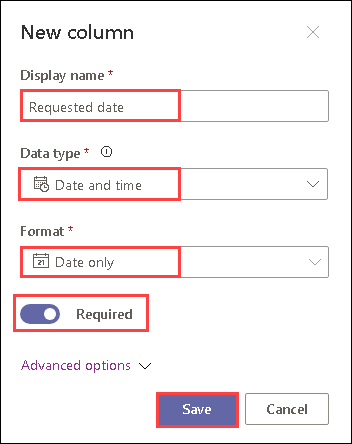 New column
Display name *
Requested date
Data type *
Date and time
Format *
21 Date only
Required
Advanced options
Save Cancel